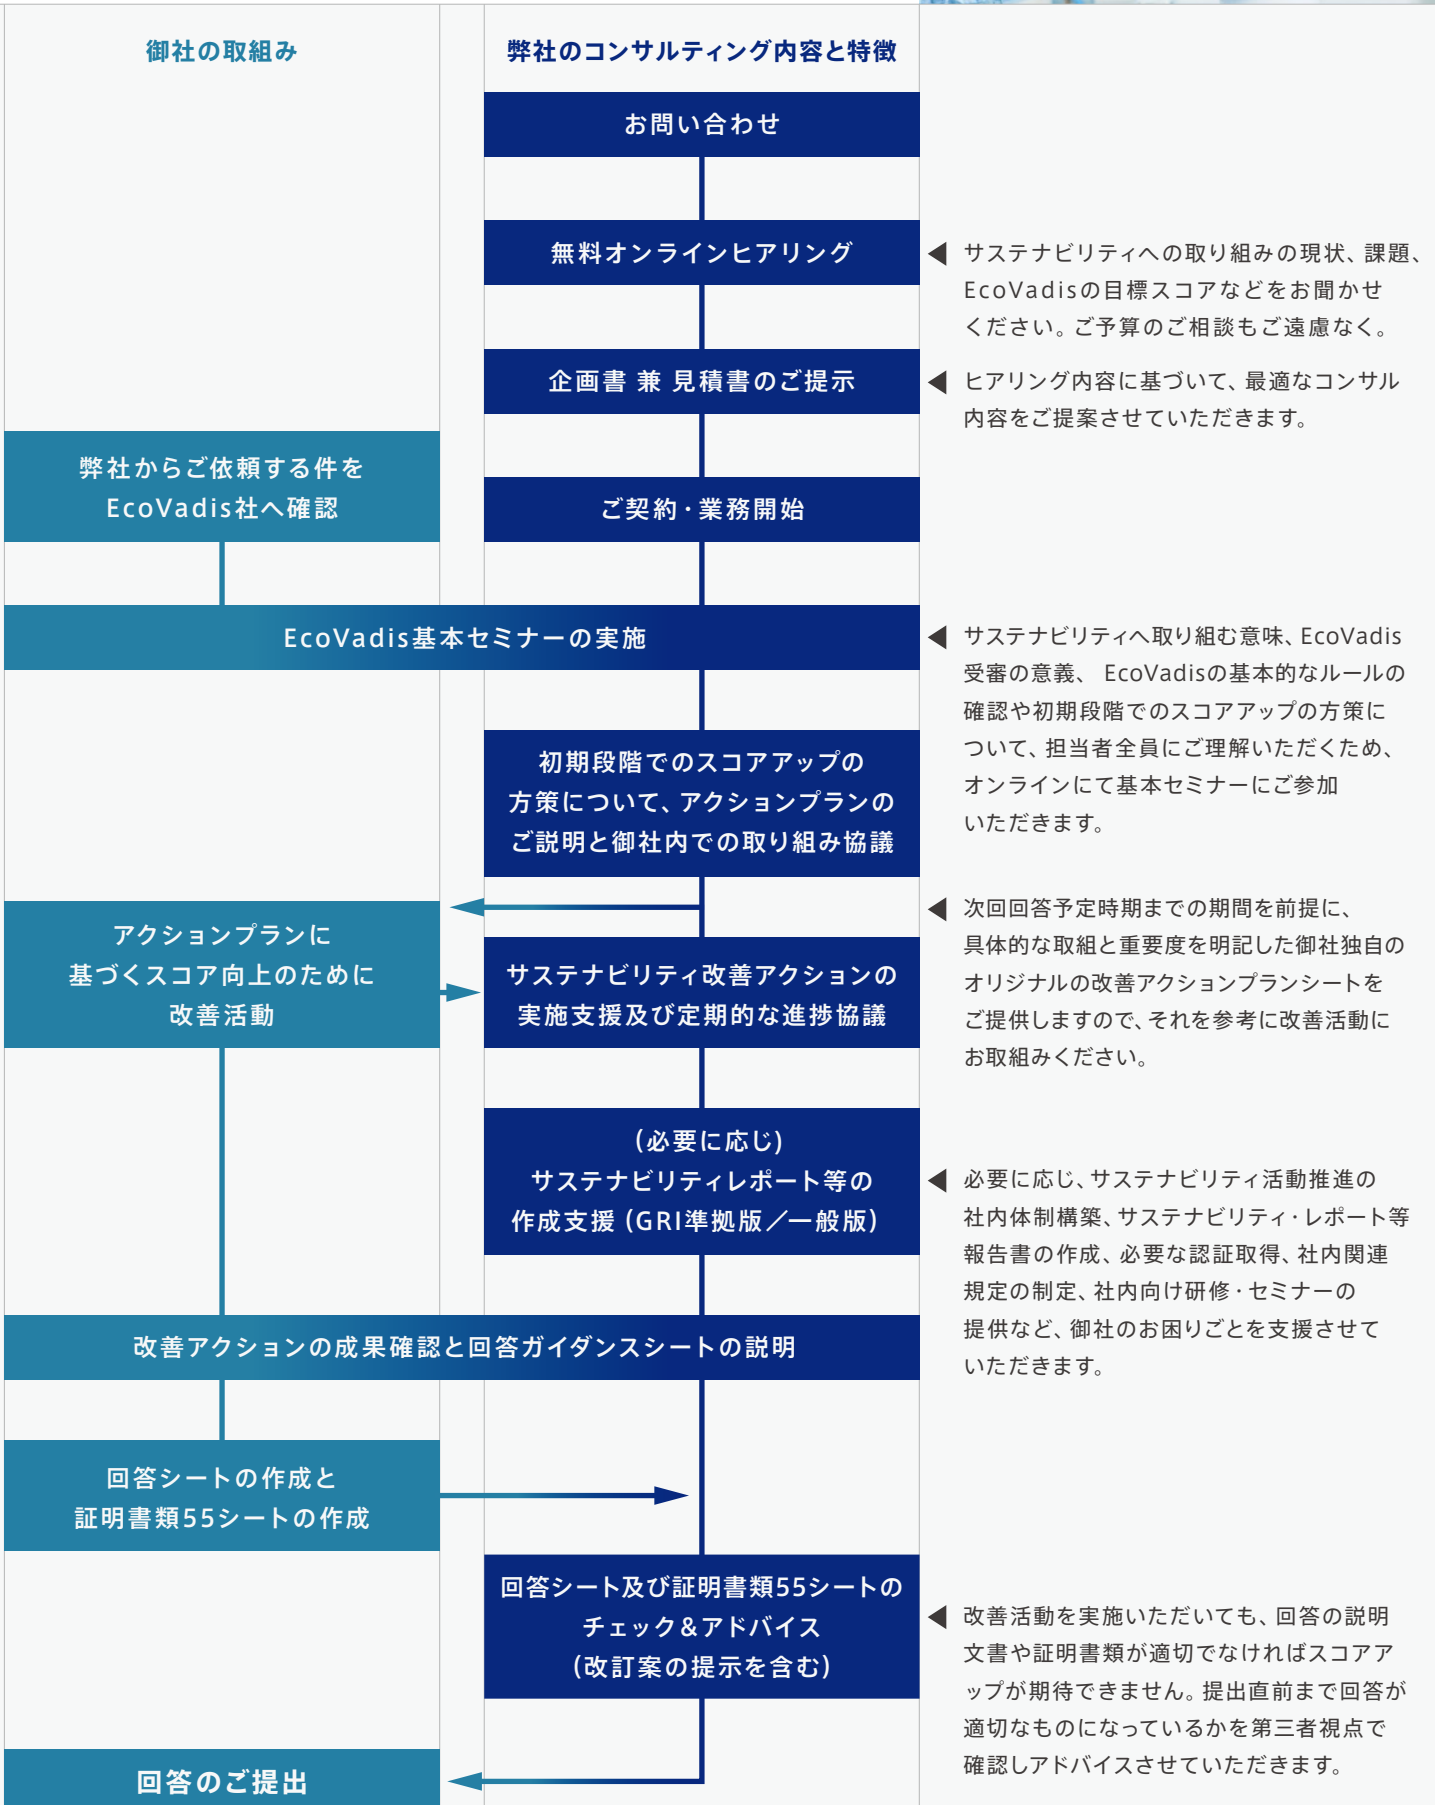 御社の取組み
弊社のコンサルティング内容と特徴
お問い合わせ
無料オンラインヒアリング
サステナビリティへの取り組みの現状、課題、
EcoVadisの目標スコアなどをお聞かせ
ください。ご予算のご相談もご遠慮なく。
企画書 兼 見積書のご提示
ヒアリング内容に基づいて、最適なコンサル
内容をご提案させていただきます。
弊社からご依頼する件を
EcoVadis社へ確認
ご契約・業務開始
EcoVadis基本セミナーの実施
サステナビリティへ取り組む意味、EcoVadis
受審の意義、 EcoVadisの基本的なルールの
確認や初期段階でのスコアアップの方策に
ついて、担当者全員にご理解いただくため、
オンラインにて基本セミナーにご参加
いただきます。
初期段階でのスコアアップの
方策について、アクションプランの
ご説明と御社内での取り組み協議
アクションプランに
基づくスコア向上のために
改善活動
サステナビリティ改善アクションの
実施支援及び定期的な進捗協議
次回回答予定時期までの期間を前提に、
具体的な取組と重要度を明記した御社独自の
オリジナルの改善アクションプランシートを
ご提供しますので、それを参考に改善活動に
お取組みください。
(必要に応じ)
サステナビリティレポート等の
作成支援(GRI準拠版／一般版)
必要に応じ、サステナビリティ活動推進の
社内体制構築、サステナビリティ・レポート等
報告書の作成、必要な認証取得、社内関連
規定の制定、社内向け研修・セミナーの
提供など、御社のお困りごとを支援させて
いただきます。
改善アクションの成果確認と回答ガイダンスシートの説明
回答シートの作成と
証明書類55シートの作成
回答シート及び証明書類55シートの
チェック＆アドバイス
(改訂案の提示を含む)
改善活動を実施いただいても、回答の説明
文書や証明書類が適切でなければスコアア
ップが期待できません。提出直前まで回答が
適切なものになっているかを第三者視点で
確認しアドバイスさせていただきます。
回答のご提出